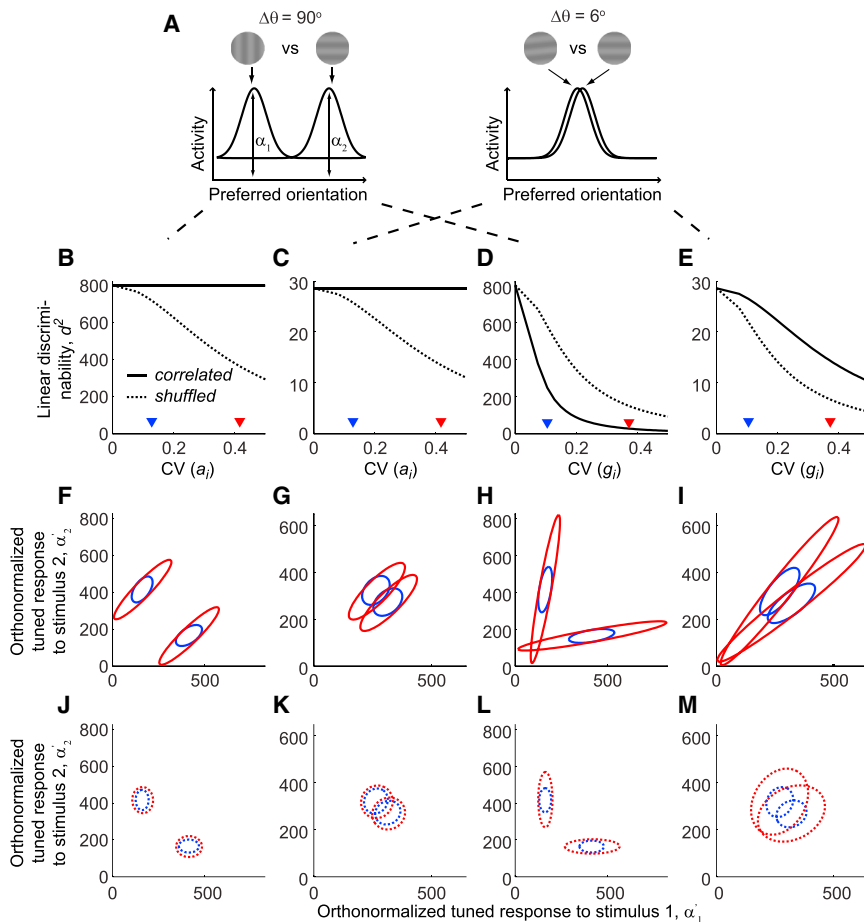 A
Δθ = 90°
vs
Activity
α1
α2
Preferred orientation
Δθ = 6°
vs
Activity
Preferred orientation
B
C
D
E
Linear discrimi-
nability, d²
800
600
400
200
0
correlated
shuffled
0 0.2 0.4
CV (ai)
30
20
10
0
0 0.2 0.4
CV (ai)
800
600
400
200
0
0 0.2 0.4
CV (gi)
30
20
10
0
0 0.2 0.4
CV (gi)
F
G
H
I
Orthonormalized
tuned response
to stimulus 2, α'2
800
600
400
200
0
0 500
600
400
200
0
0 500
800
600
400
200
0
0 500
600
400
200
0
0 500
J
K
L
M
Orthonormalized
tuned response
to stimulus 2, α'2
800
600
400
200
0
0 500
600
400
200
0
0 500
800
600
400
200
0
0 500
600
400
200
0
0 500
Orthonormalized tuned response to stimulus 1, α'1